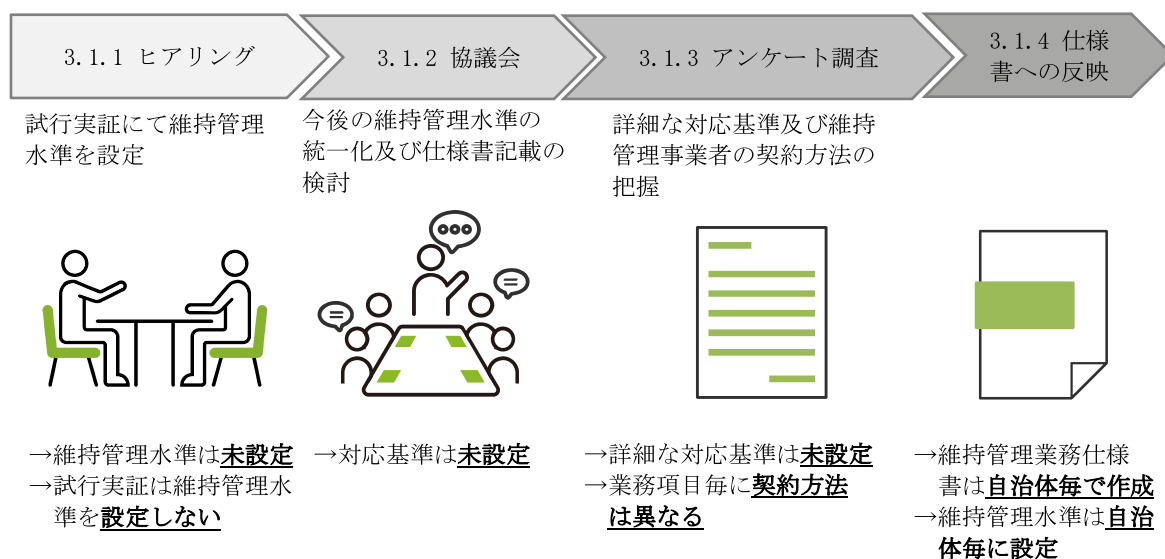 3.1.1 ヒアリング
3.1.2 協議会
3.1.3 アンケート調査
3.1.4 仕様
書への反映
試行実証にて維持管理
水準を設定
今後の維持管理水準の
統一化及び仕様書記載の
検討
詳細な対応基準及び維持
管理事業者の契約方法の
把握
→維持管理水準は未設定
→試行実証は維持管理水
準を設定しない
→対応基準は未設定
→詳細な対応基準は未設定
→業務項目毎に契約方法
は異なる
→維持管理業務仕様
書は自治体毎で作成
→維持管理水準は自治
体毎に設定